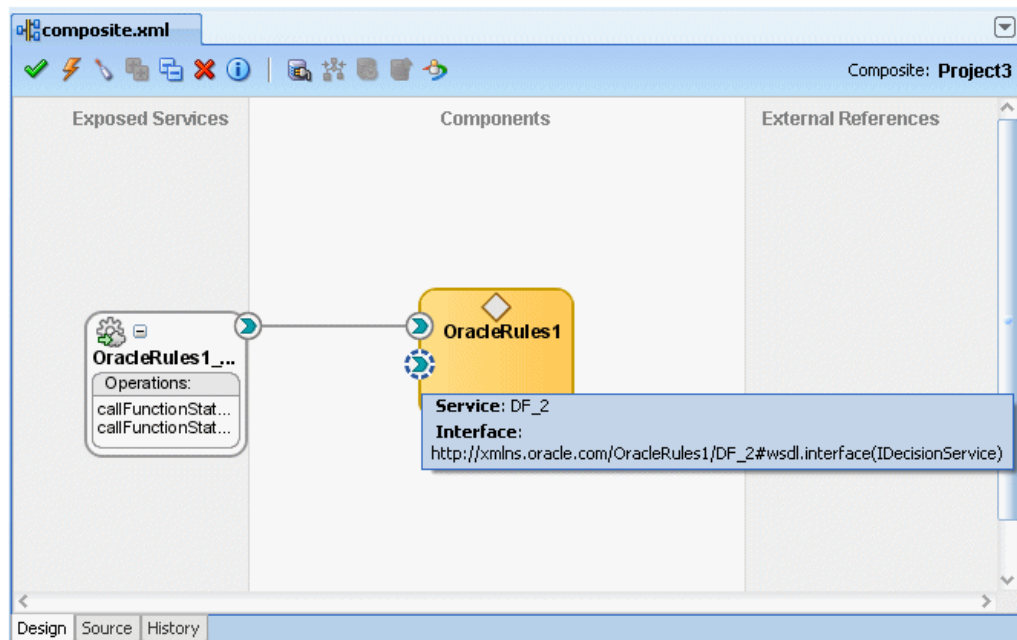 composite.xml
Composite: Project3
Exposed Services
Components
External References
OracleRules1_...
Operations:
callFunctionStat...
callFunctionStat...
OracleRules1
Service: DF_2
Interface:
http://xmlns.oracle.com/OracleRules1/DF_2#wsdl.interface(IDecisionService)
Design Source History